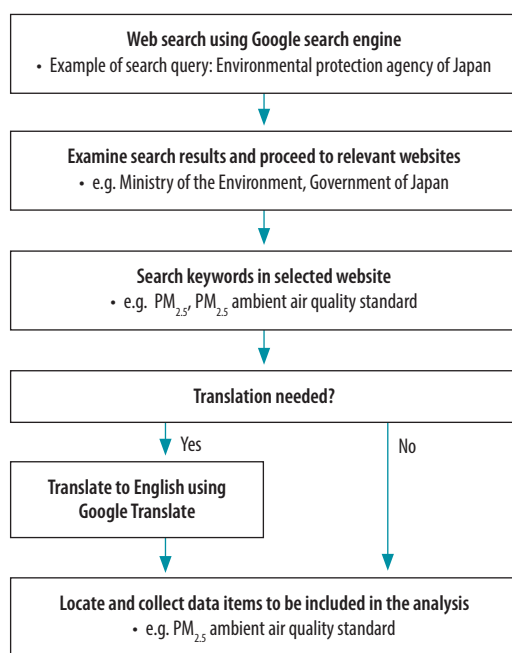 Web search using Google search engine
• Example of search query: Environmental protection agency of Japan
Examine search results and proceed to relevant websites
• e.g. Ministry of the Environment, Government of Japan
Search keywords in selected website
• e.g. PM2.5, PM2.5 ambient air quality standard
Translation needed?
Yes
No
Translate to English using
Google Translate
Locate and collect data items to be included in the analysis
• e.g. PM2.5 ambient air quality standard